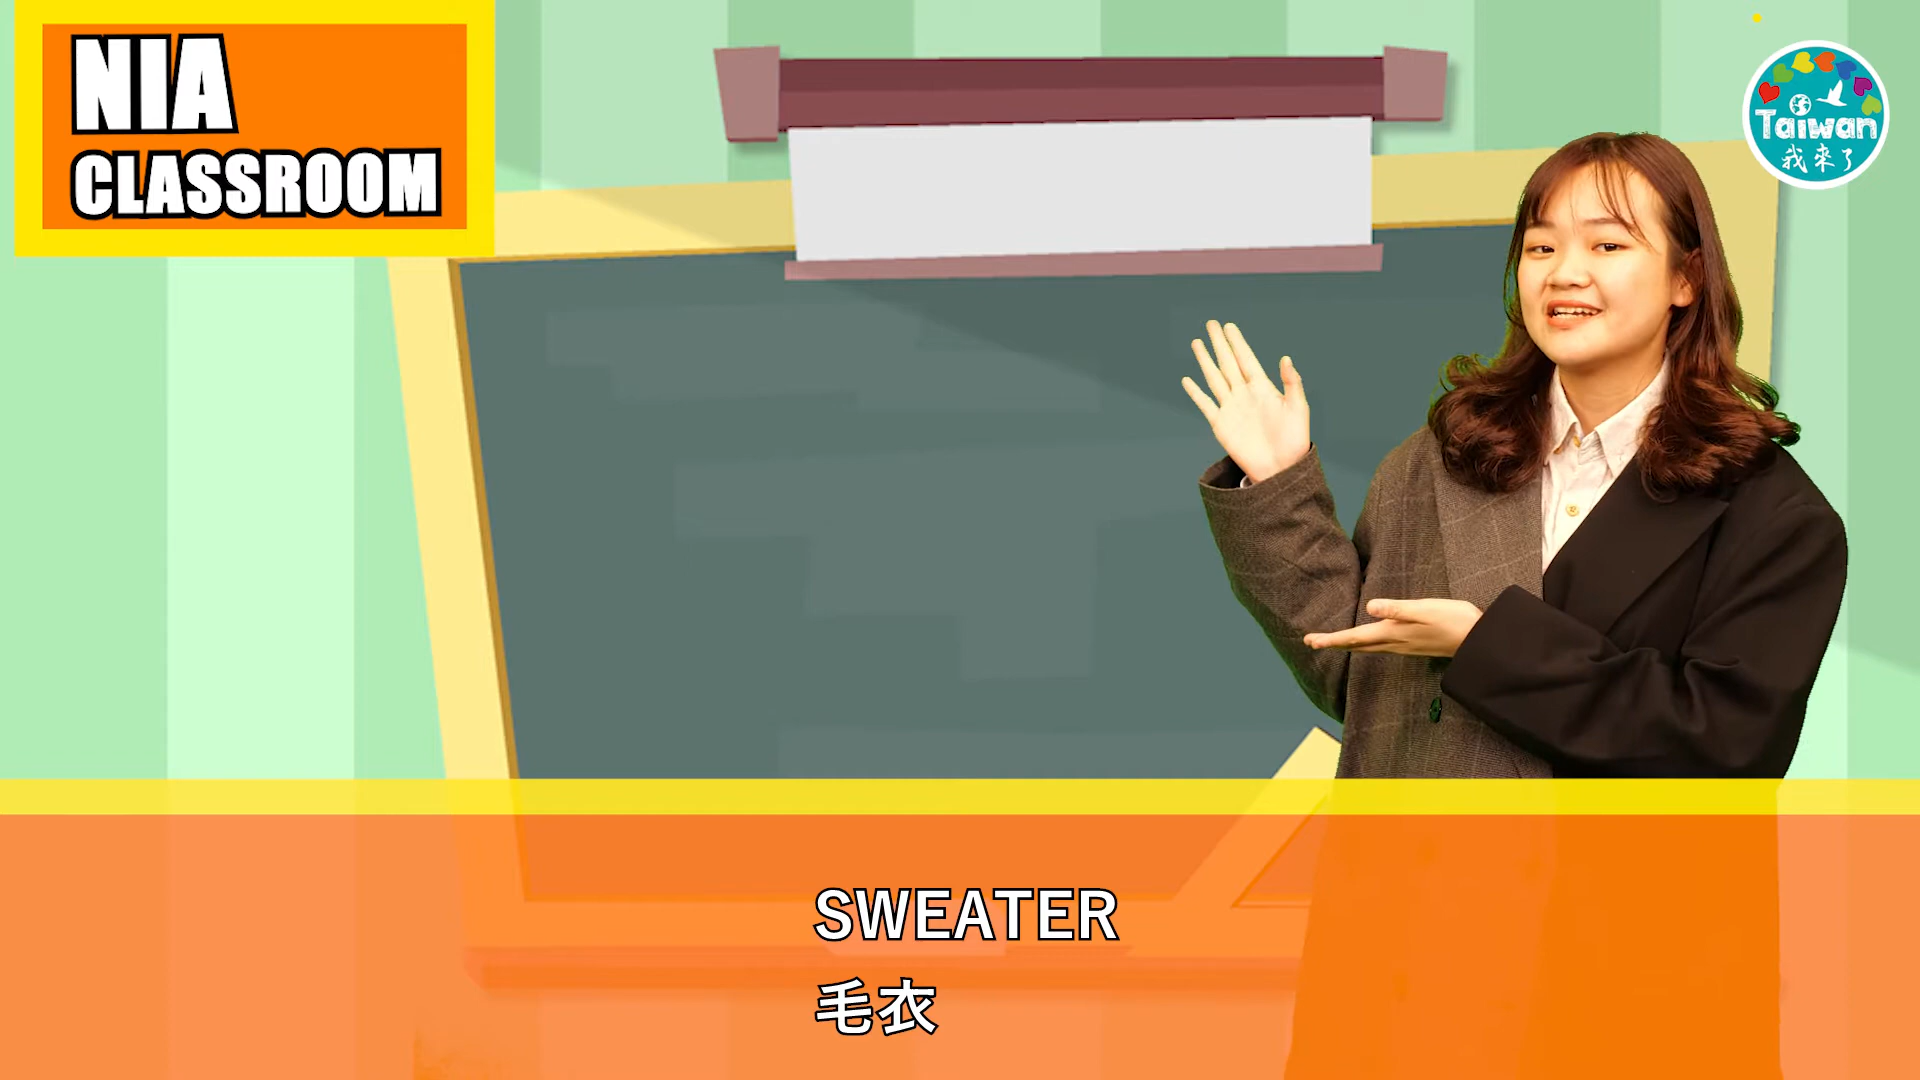 NIA
CLASSROOM
Taiwan
我來了
SWEATER
毛衣